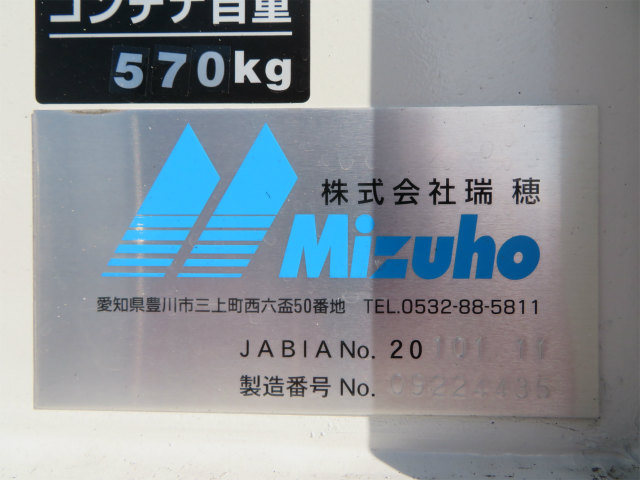 コンテナ自重
570kg
株式会社瑞穂
Mizuho
愛知県豊川市三上町西六盃50番地 TEL.0532-88-5811
JABIA No. 20
製造番号 No.